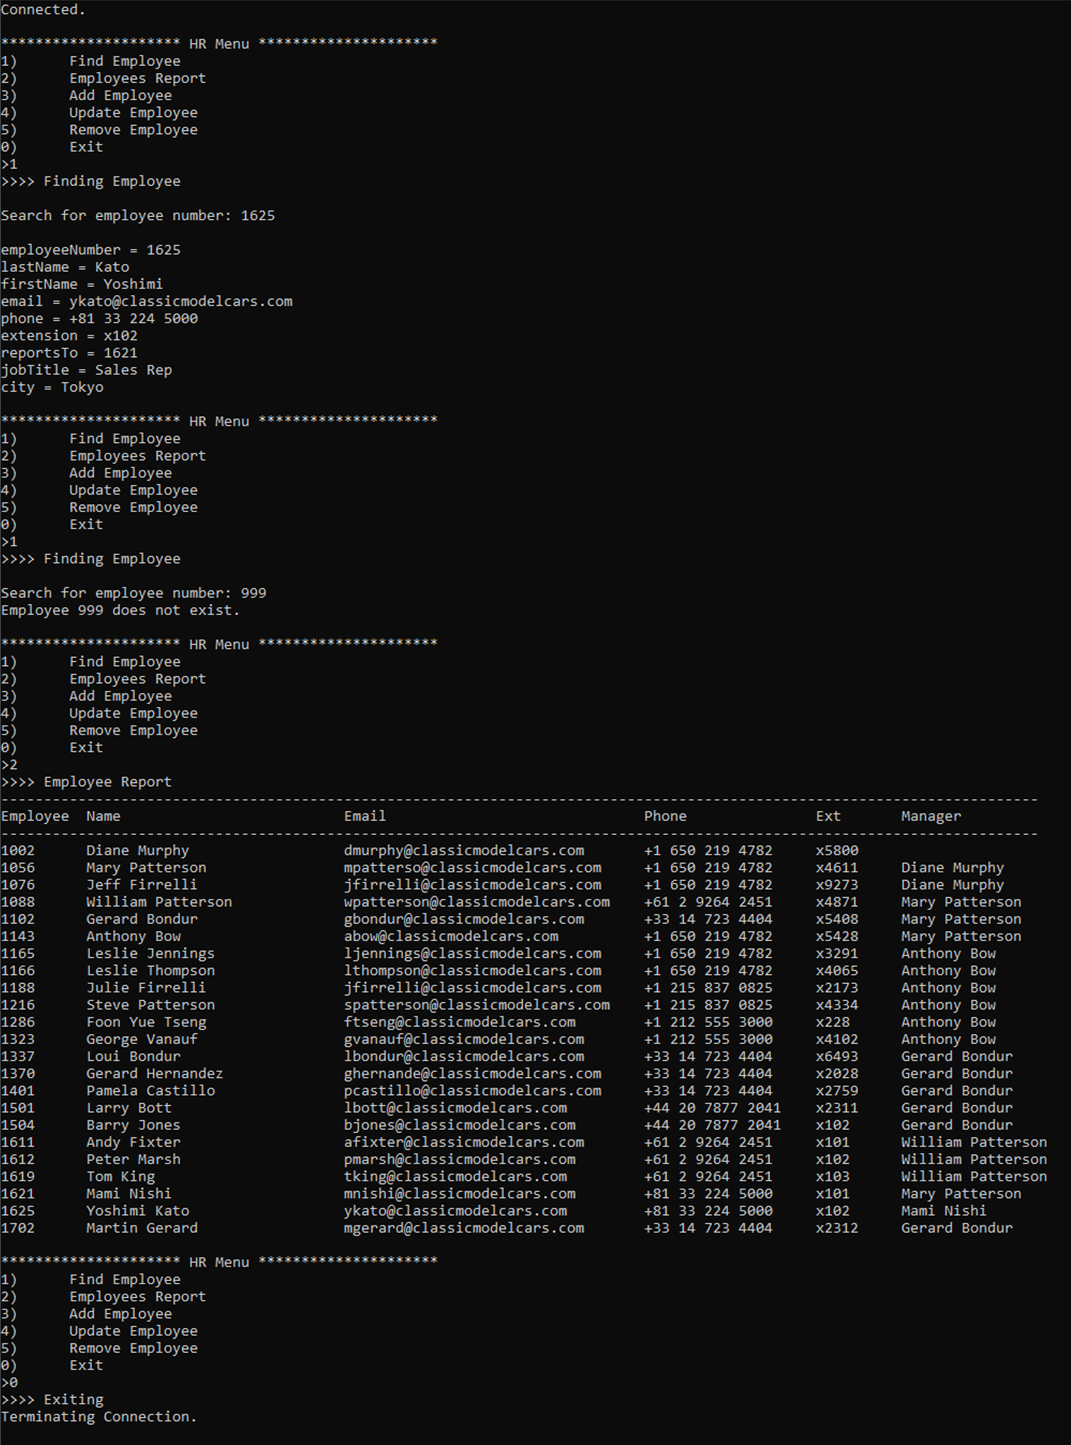 Connected.
********************* HR Menu *********************
1)      Find Employee
2)      Employees Report
3)      Add Employee
4)      Update Employee
5)      Remove Employee
0)      Exit
>1
>>>> Finding Employee
Search for employee number: 1625
employeeNumber = 1625
lastName = Kato
firstName = Yoshimi
email = ykato@classicmodelcars.com
phone = +81 33 224 5000
extension = x102
reportsTo = 1621
jobTitle = Sales Rep
city = Tokyo
********************* HR Menu *********************
1)      Find Employee
2)      Employees Report
3)      Add Employee
4)      Update Employee
5)      Remove Employee
0)      Exit
>1
>>>> Finding Employee
Search for employee number: 999
Employee 999 does not exist.
********************* HR Menu *********************
1)      Find Employee
2)      Employees Report
3)      Add Employee
4)      Update Employee
5)      Remove Employee
0)      Exit
>2
>>>> Employee Report
-------------------------------------------------------------------------------------------------------------------------
Employee  Name                          Email                              Phone               Ext       Manager
-------------------------------------------------------------------------------------------------------------------------
1002      Diane Murphy                  dmurphy@classicmodelcars.com       +1 650 219 4782     x5800
1056      Mary Patterson                mpatterso@classicmodelcars.com     +1 650 219 4782     x4611     Diane Murphy
1076      Jeff Firrelli                 jfirrelli@classicmodelcars.com     +1 650 219 4782     x9273     Diane Murphy
1088      William Patterson             wpatterson@classicmodelcars.com    +61 2 9264 2451     x4871     Mary Patterson
1102      Gerard Bondur                 gbondur@classicmodelcars.com       +33 14 723 4404     x5408     Mary Patterson
1143      Anthony Bow                   abow@classicmodelcars.com          +1 650 219 4782     x5428     Mary Patterson
1165      Leslie Jennings               ljennings@classicmodelcars.com     +1 650 219 4782     x3291     Anthony Bow
1166      Leslie Thompson               lthompson@classicmodelcars.com     +1 650 219 4782     x4065     Anthony Bow
1188      Julie Firrelli                jfirrelli@classicmodelcars.com     +1 215 837 0825     x2173     Anthony Bow
1216      Steve Patterson               spatterson@classicmodelcars.com    +1 215 837 0825     x4334     Anthony Bow
1286      Foon Yue Tseng                ftseng@classicmodelcars.com        +1 212 555 3000     x228      Anthony Bow
1323      George Vanauf                 gvanauf@classicmodelcars.com       +1 212 555 3000     x4102     Anthony Bow
1337      Loui Bondur                   lbondur@classicmodelcars.com       +33 14 723 4404     x6493     Gerard Bondur
1370      Gerard Hernandez              ghernande@classicmodelcars.com     +33 14 723 4404     x2028     Gerard Bondur
1401      Pamela Castillo               pcastillo@classicmodelcars.com     +33 14 723 4404     x2759     Gerard Bondur
1501      Larry Bott                    lbott@classicmodelcars.com         +44 20 7877 2041    x2311     Gerard Bondur
1504      Barry Jones                   bjones@classicmodelcars.com        +44 20 7877 2041    x102      Gerard Bondur
1611      Andy Fixter                   afixter@classicmodelcars.com       +61 2 9264 2451     x101      William Patterson
1612      Peter Marsh                   pmarsh@classicmodelcars.com        +61 2 9264 2451     x102      William Patterson
1619      Tom King                      tking@classicmodelcars.com         +61 2 9264 2451     x103      William Patterson
1621      Mami Nishi                    mnishi@classicmodelcars.com        +81 33 224 5000     x101      Mary Patterson
1625      Yoshimi Kato                  ykato@classicmodelcars.com         +81 33 224 5000     x102      Mami Nishi
1702      Martin Gerard                 mgerard@classicmodelcars.com       +33 14 723 4404     x2312     Gerard Bondur
********************* HR Menu *********************
1)      Find Employee
2)      Employees Report
3)      Add Employee
4)      Update Employee
5)      Remove Employee
0)      Exit
>0
>>>> Exiting
Terminating Connection.